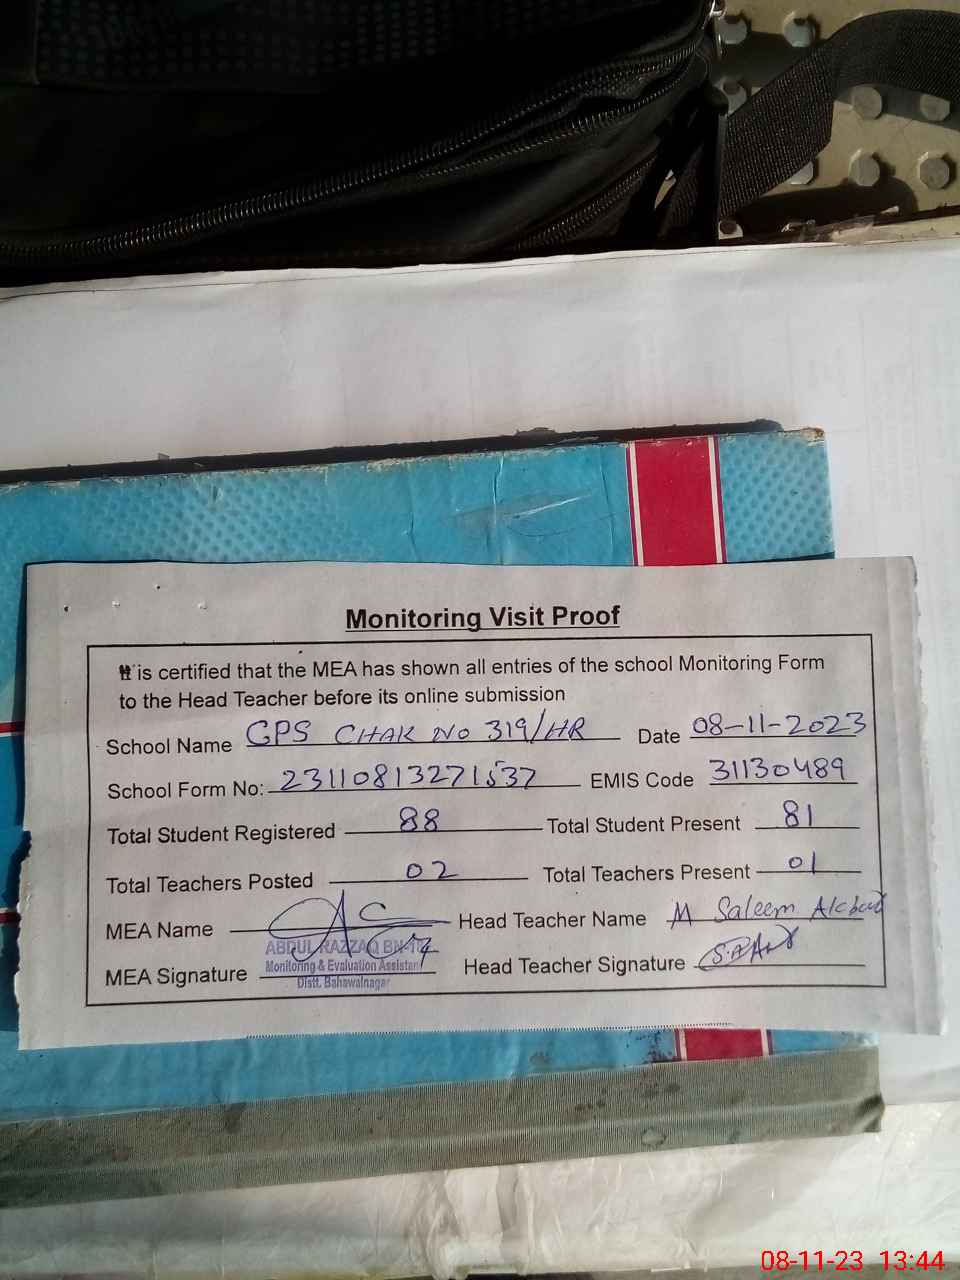 Monitoring Visit Proof
It is certified that the MEA has shown all entries of the school Monitoring Form
to the Head Teacher before its online submission
School Name GPS CHAK No 319/HR Date 08-11-2023
School Form No: 23110813271537 EMIS Code 31130489
Total Student Registered 88 Total Student Present 81
Total Teachers Posted 02 Total Teachers Present 01
MEA Name Head Teacher Name M Saleem Akbar
ABDUL RAZZAQ
MEA Signature Monitoring & Evaluation Assistant Head Teacher Signature
Distt. Bahawalnagar
08-11-23 13:44